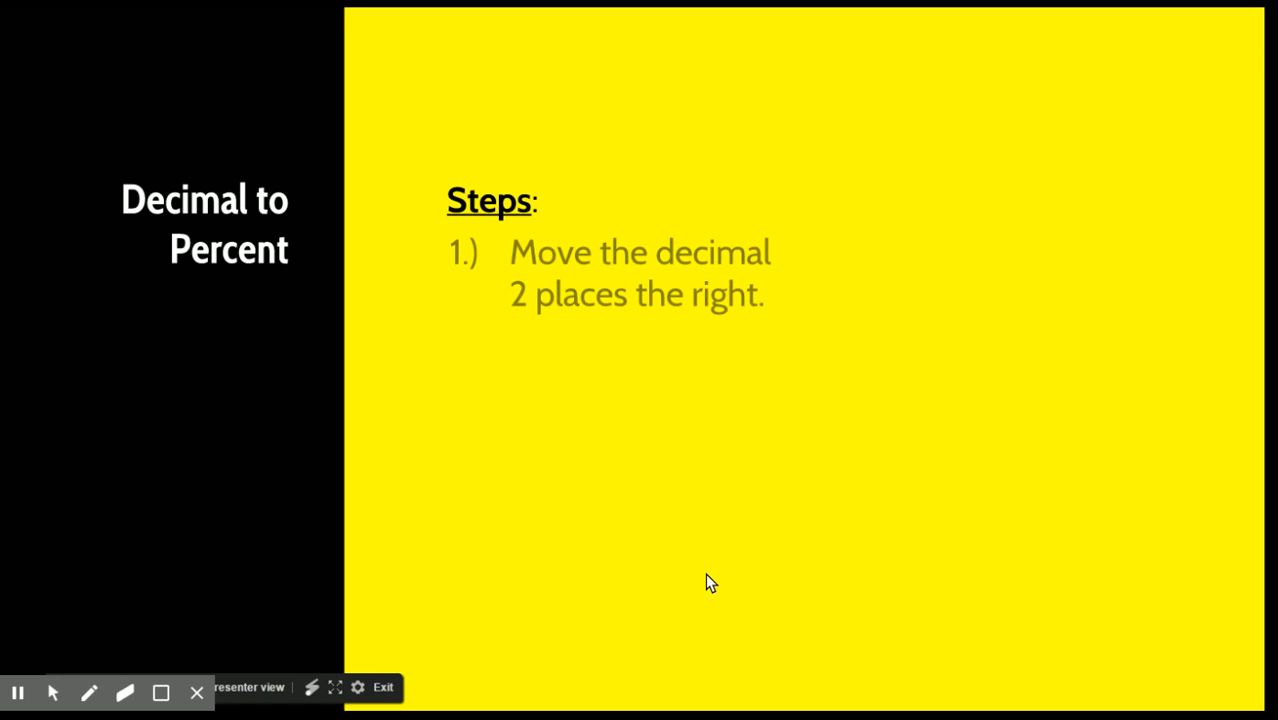 Decimal to
Percent
Steps:
1.) Move the decimal
2 places the right.
resenter view
Exit